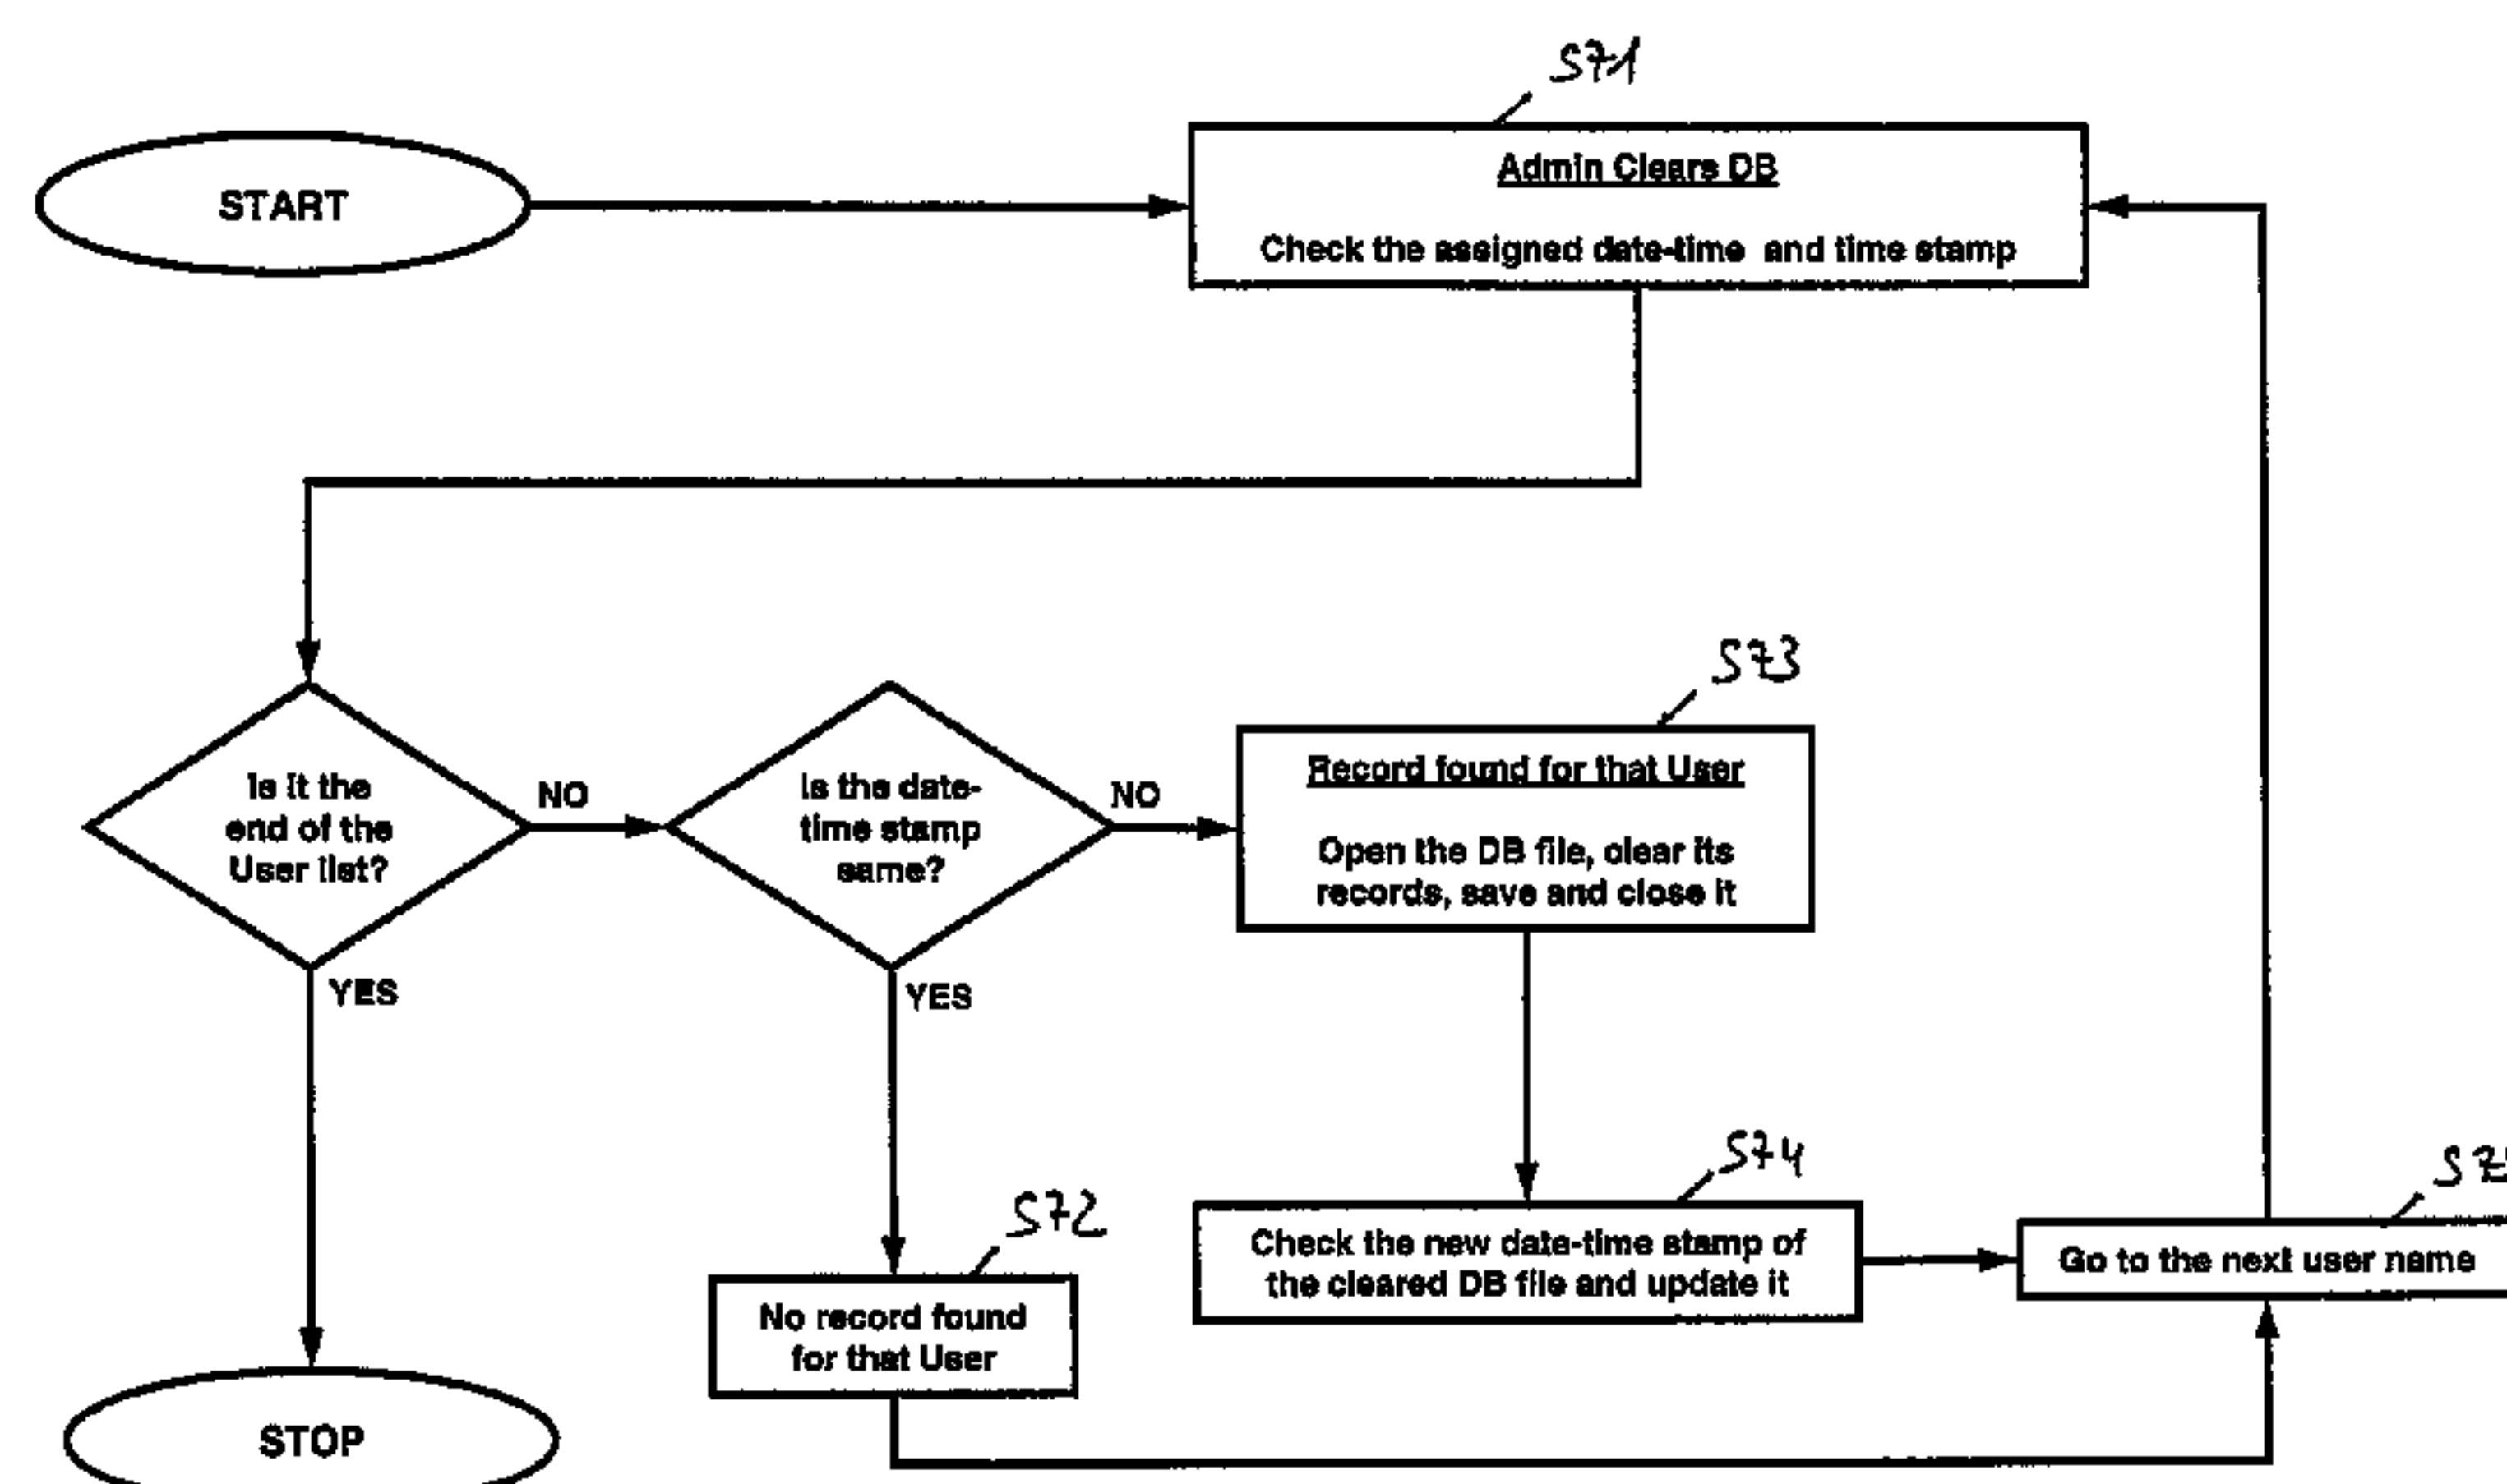 S71
START
Admin Clears DB
Check the assigned date-time and time stamp
S73
Is it the
end of the
User list?
NO
Is the date-
time stamp
same?
NO
Record found for that User
Open the DB file, clear its
records, save and close it
YES
YES
S74
S72
Check the new date-time stamp of
the cleared DB file and update it
Go to the next user name
No record found
for that User
STOP